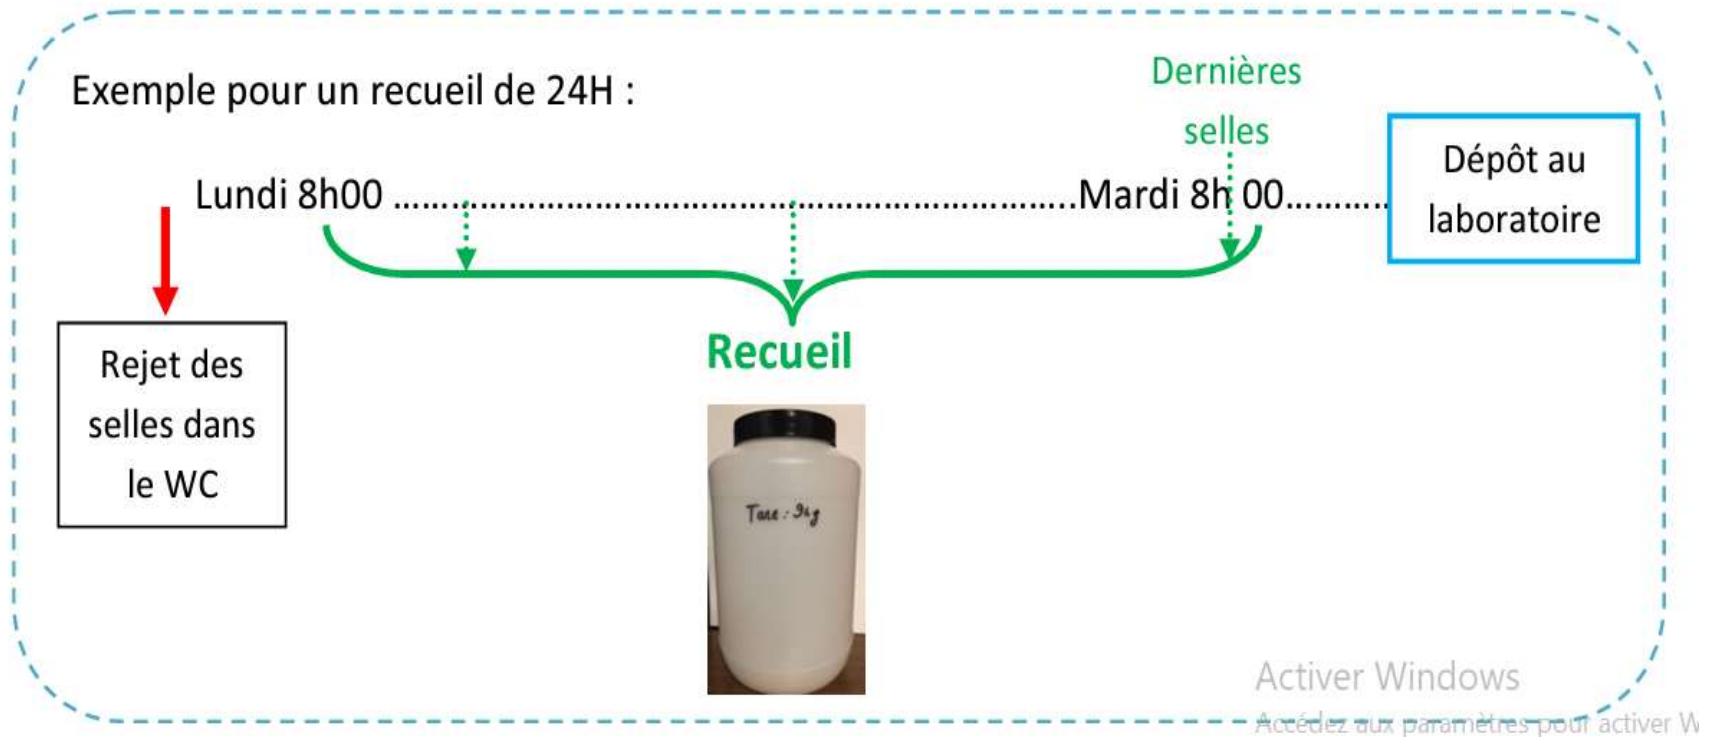 Exemple pour un recueil de 24H :
Dernières
selles
Lundi 8h00 ........................................................................Mardi 8h 00...........
Dépôt au
laboratoire
Rejet des
selles dans
le WC
Recueil
Tare :
Activer Windows
Accédez aux paramètres pour activer W